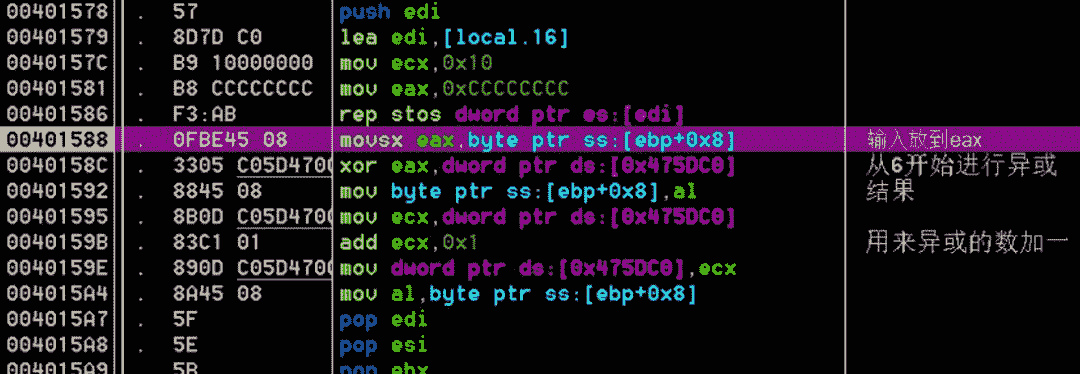 00401578 . 57 push edi
00401579 . 8D7D C0 lea edi,[local.16]
0040157C . B9 10000000 mov ecx,0x10
00401581 . B8 CCCCCCCC mov eax,0xCCCCCCCC
00401586 . F3:AB rep stos dword ptr es:[edi]
00401588 . 0FBE45 08 movsx eax,byte ptr ss:[ebp+0x8] 输入放到eax
0040158C . 3305 C05D4700 xor eax,dword ptr ds:[0x475DC0] 从6开始进行异或
00401592 . 8845 08 mov byte ptr ss:[ebp+0x8],al 结果
00401595 . 8B0D C05D4700 mov ecx,dword ptr ds:[0x475DC0]
0040159B . 83C1 01 add ecx,0x1 用来异或的数加一
0040159E . 890D C05D4700 mov dword ptr ds:[0x475DC0],ecx
004015A4 . 8A45 08 mov al,byte ptr ss:[ebp+0x8]
004015A7 . 5F pop edi
004015A8 . 5E pop esi
004015A9 . 5B pop ebx